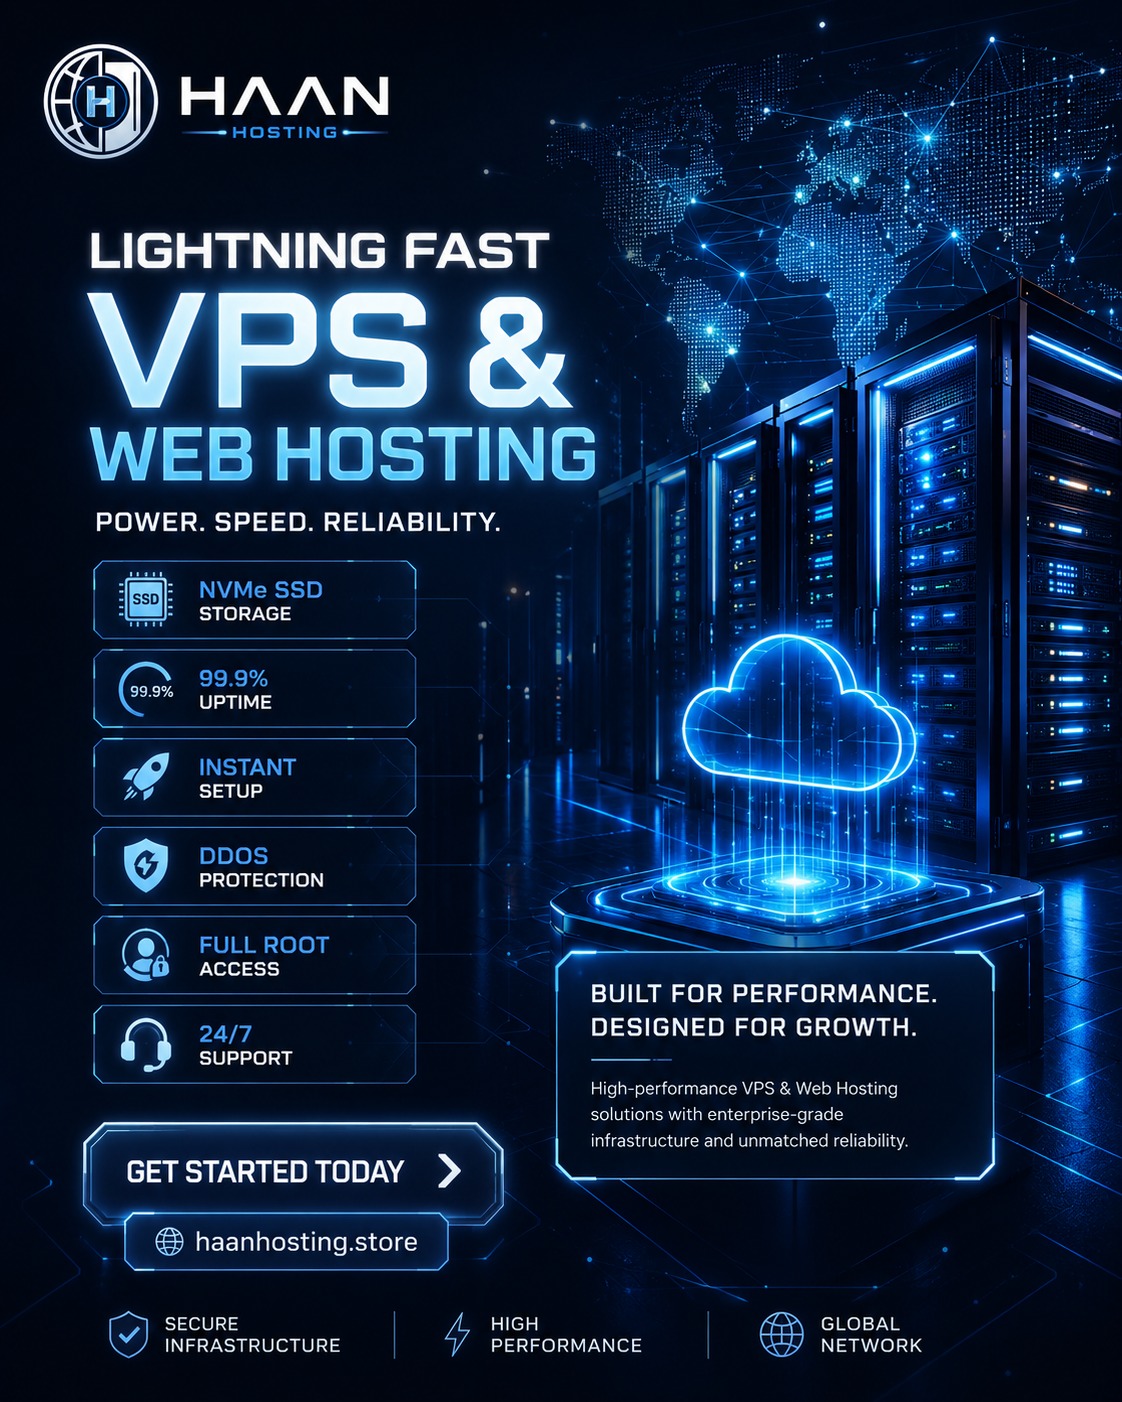 H
HAAN
HOSTING
LIGHTNING FAST
VPS &
WEB HOSTING
POWER. SPEED. RELIABILITY.
SSD
NVMe SSD
STORAGE
99.9%
99.9%
UPTIME
INSTANT
SETUP
DDOS
PROTECTION
FULL ROOT
ACCESS
24/7
SUPPORT
BUILT FOR PERFORMANCE.
DESIGNED FOR GROWTH.
High-performance VPS & Web Hosting
solutions with enterprise-grade
infrastructure and unmatched reliability.
GET STARTED TODAY
haanhosting.store
SECURE
INFRASTRUCTURE
HIGH
PERFORMANCE
GLOBAL
NETWORK